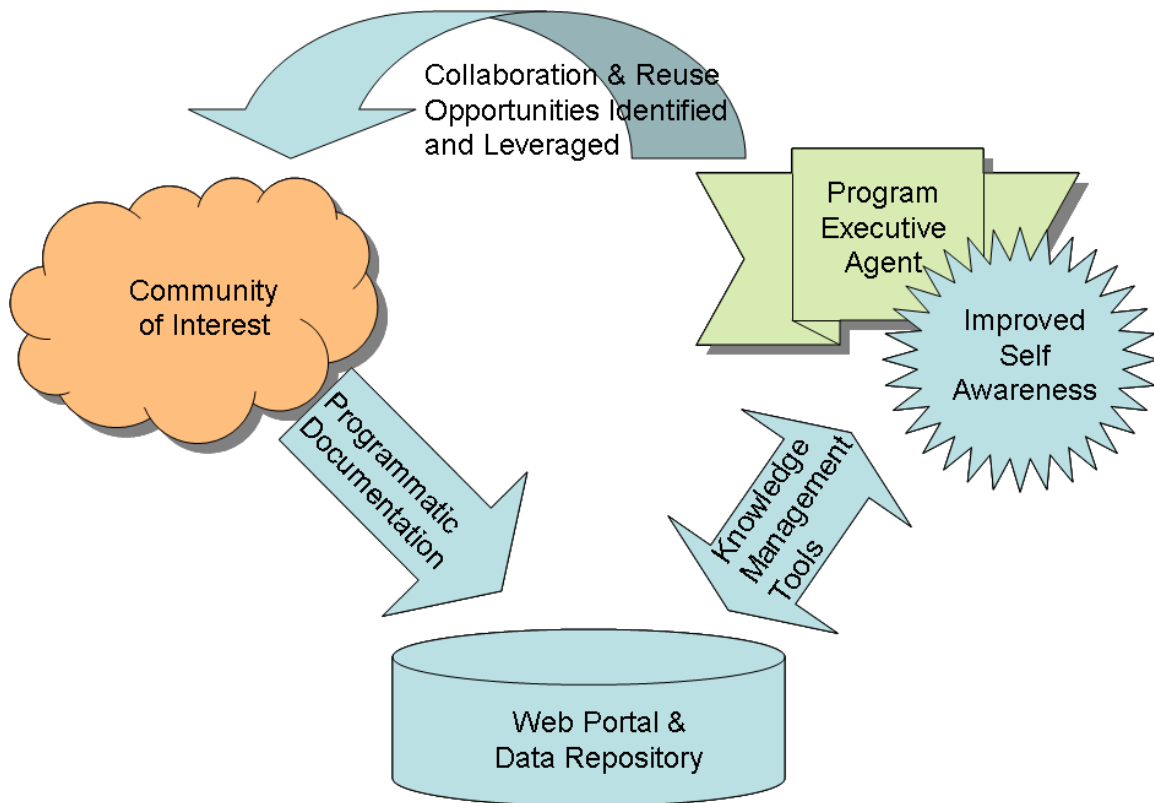 Collaboration & Reuse
Opportunities Identified
and Leveraged
Program
Executive
Agent
Community
of Interest
Improved
Self
Awareness
Programmatic
Documentation
Knowledge
Management
Tools
Web Portal &
Data Repository